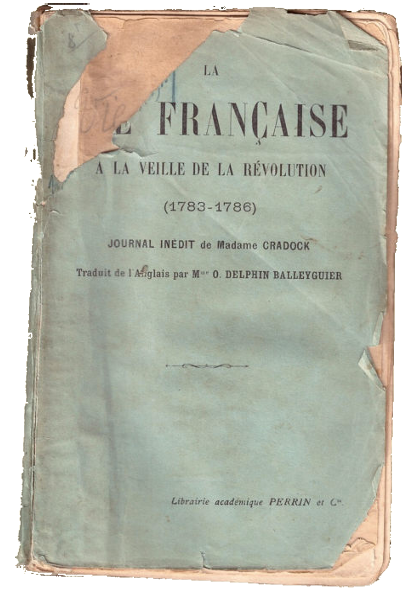 LA
E FRANÇAISE
A LA VEILLE DE LA RÉVOLUTION
(1783-1786)
JOURNAL INÉDIT de Madame CRADOCK
Traduit de l'Anglais par Mme O. DELPHIN BALLEYGUIER
Librairie académique PERRIN et Cie.